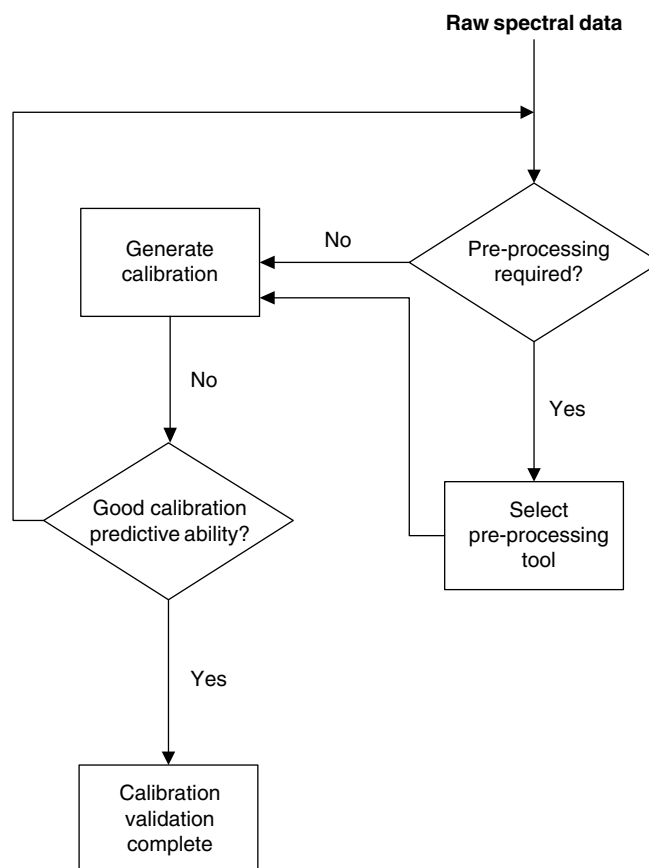 Raw spectral data
Pre-processing
required?
No
Generate
calibration
No
Yes
Good calibration
predictive ability?
Select
pre-processing
tool
Yes
Calibration
validation
complete